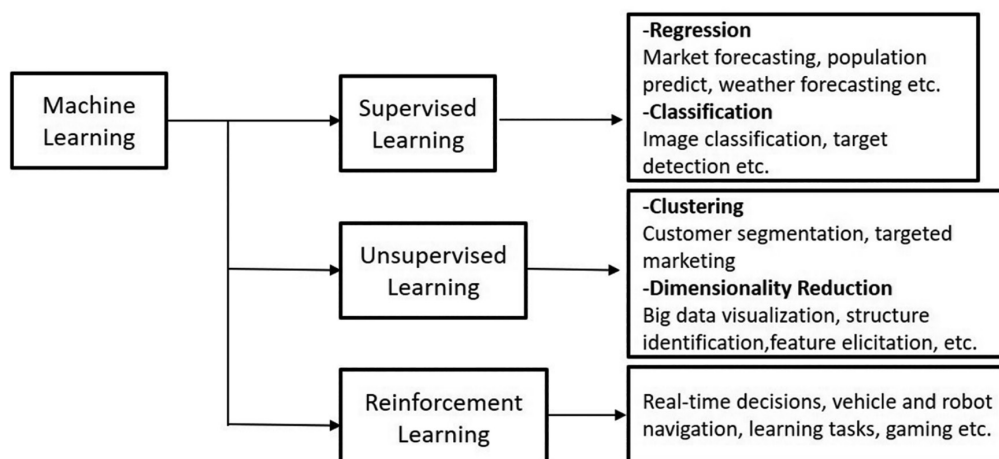 Machine
Learning
Supervised
Learning
-Regression
Market forecasting, population
predict, weather forecasting etc.
-Classification
Image classification, target
detection etc.
Unsupervised
Learning
-Clustering
Customer segmentation, targeted
marketing
-Dimensionality Reduction
Big data visualization, structure
identification,feature elicitation, etc.
Reinforcement
Learning
Real-time decisions, vehicle and robot
navigation, learning tasks, gaming etc.